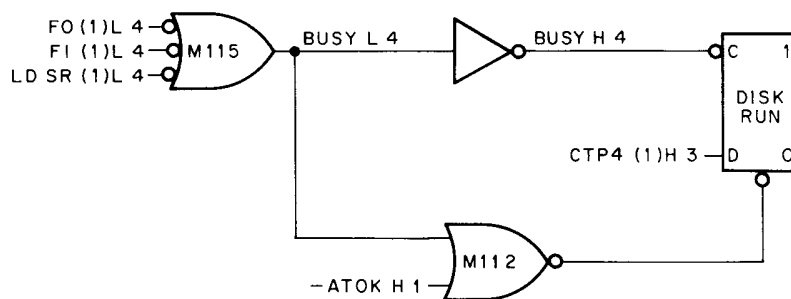 FO (1)L 4
FI (1)L 4
LD SR (1)L 4
M115
BUSY L 4
BUSY H 4
C 1
DISK
RUN
CTP4 (1)H 3
D 0
M112
-ATOK H 1